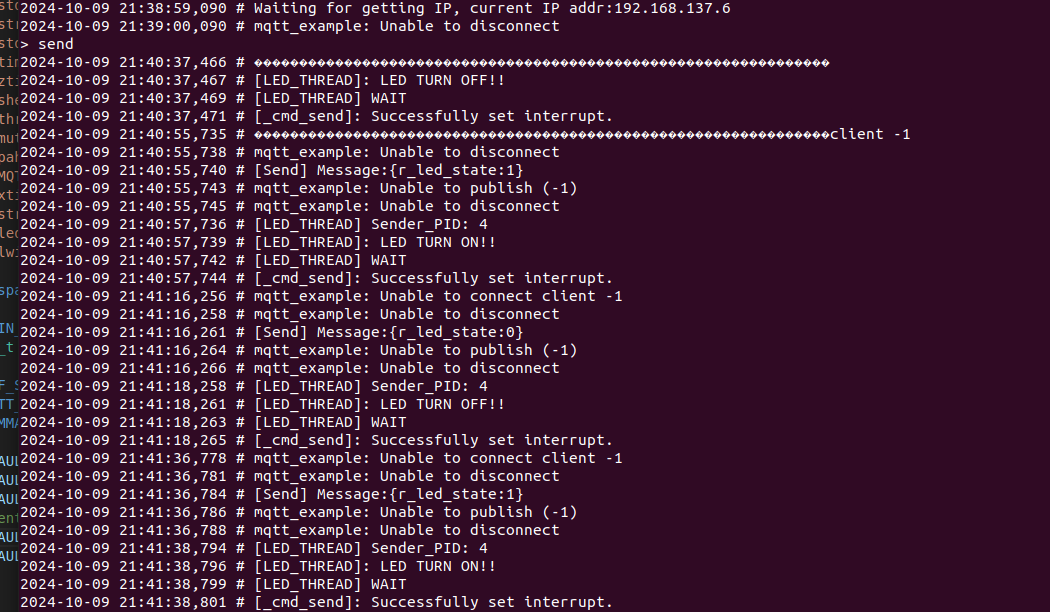 2024-10-09 21:38:59,090 # Waiting for getting IP, current IP addr:192.168.137.6
2024-10-09 21:39:00,090 # mqtt_example: Unable to disconnect
> send
2024-10-09 21:40:37,466 # ����������������������������������������������������������������
2024-10-09 21:40:37,467 # [LED_THREAD]: LED TURN OFF!!
2024-10-09 21:40:37,469 # [LED_THREAD] WAIT
2024-10-09 21:40:37,471 # [_cmd_send]: Successfully set interrupt.
2024-10-09 21:40:55,735 # ����������������������������������������������������������������client -1
2024-10-09 21:40:55,738 # mqtt_example: Unable to disconnect
2024-10-09 21:40:55,740 # [Send] Message:{r_led_state:1}
2024-10-09 21:40:55,743 # mqtt_example: Unable to publish (-1)
2024-10-09 21:40:55,745 # mqtt_example: Unable to disconnect
2024-10-09 21:40:57,736 # [LED_THREAD] Sender_PID: 4
2024-10-09 21:40:57,739 # [LED_THREAD]: LED TURN ON!!
2024-10-09 21:40:57,742 # [LED_THREAD] WAIT
2024-10-09 21:40:57,744 # [_cmd_send]: Successfully set interrupt.
2024-10-09 21:41:16,256 # mqtt_example: Unable to connect client -1
2024-10-09 21:41:16,258 # mqtt_example: Unable to disconnect
2024-10-09 21:41:16,261 # [Send] Message:{r_led_state:0}
2024-10-09 21:41:16,264 # mqtt_example: Unable to publish (-1)
2024-10-09 21:41:16,266 # mqtt_example: Unable to disconnect
2024-10-09 21:41:18,258 # [LED_THREAD] Sender_PID: 4
2024-10-09 21:41:18,261 # [LED_THREAD]: LED TURN OFF!!
2024-10-09 21:41:18,263 # [LED_THREAD] WAIT
2024-10-09 21:41:18,265 # [_cmd_send]: Successfully set interrupt.
2024-10-09 21:41:36,778 # mqtt_example: Unable to connect client -1
2024-10-09 21:41:36,781 # mqtt_example: Unable to disconnect
2024-10-09 21:41:36,784 # [Send] Message:{r_led_state:1}
2024-10-09 21:41:36,786 # mqtt_example: Unable to publish (-1)
2024-10-09 21:41:36,788 # mqtt_example: Unable to disconnect
2024-10-09 21:41:38,794 # [LED_THREAD] Sender_PID: 4
2024-10-09 21:41:38,796 # [LED_THREAD]: LED TURN ON!!
2024-10-09 21:41:38,799 # [LED_THREAD] WAIT
2024-10-09 21:41:38,801 # [_cmd_send]: Successfully set interrupt.